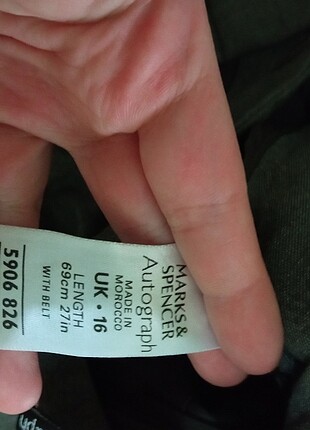 MARKS &
SPENCER
Autograph
MADE IN
MOROCCO
UK • 16
LENGTH
69cm 27in
WITH BELT
5906 826